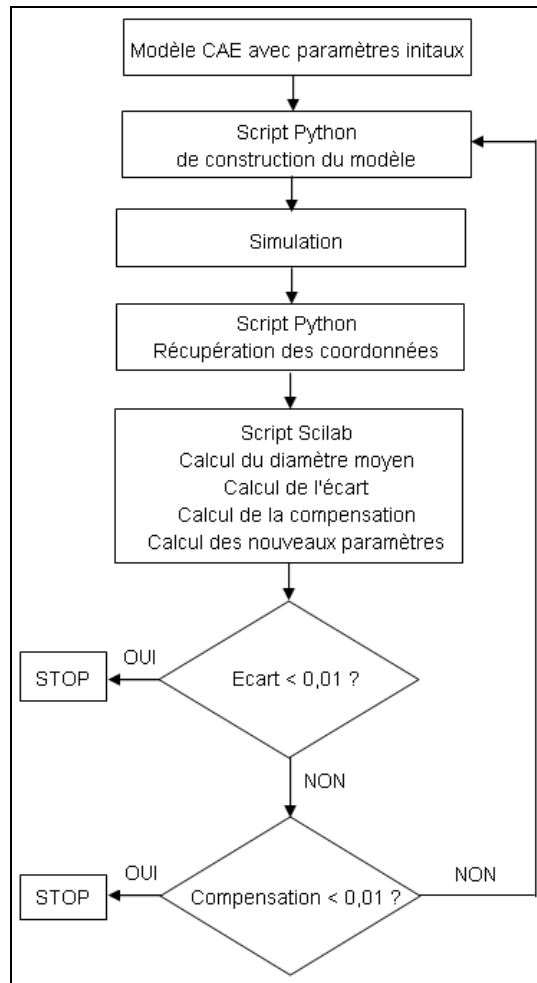 Modèle CAE avec paramètres initaux
Script Python
de construction du modèle
Simulation
Script Python
Récupération des coordonnées
Script Scilab
Calcul du diamètre moyen
Calcul de l'écart
Calcul de la compensation
Calcul des nouveaux paramètres
OUI
STOP
Ecart < 0,01 ?
NON
OUI
NON
STOP
Compensation < 0,01 ?